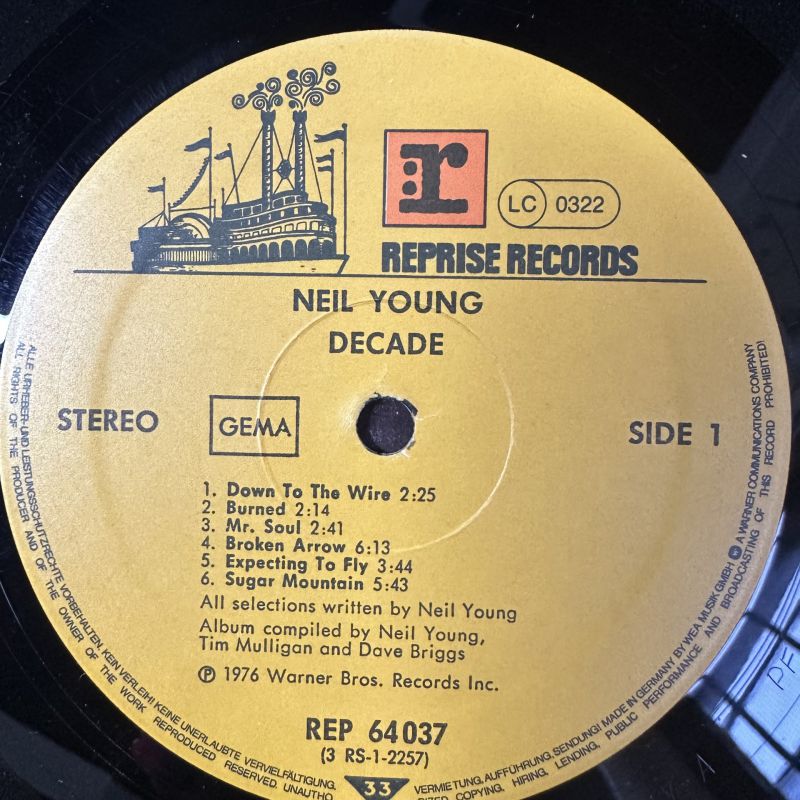 r
LC 0322
REPRISE RECORDS
NEIL YOUNG
DECADE
STEREO
GEMA
SIDE 1
1. Down To The Wire 2:25
2. Burned 2:14
3. Mr. Soul 2:41
4. Broken Arrow 6:13
5. Expecting To Fly 3:44
6. Sugar Mountain 5:43
All selections written by Neil Young
Album compiled by Neil Young,
Tim Mulligan and Dave Briggs
℗ 1976 Warner Bros. Records Inc.
REP 64 037
(3 RS-1-2257)
33
ALLE URHEBER- UND LEISTUNGSSCHUTZRECHTE VORBEHALTEN. KEIN VERLEIH! KEINE UNERLAUBTE VERVIELFÄLTIGUNG,
VERMIETUNG, AUFFÜHRUNG, SENDUNG! MADE IN GERMANY BY WEA MUSIK GMBH A WARNER COMMUNICATIONS COMPANY
ALL RIGHTS OF THE PRODUCER AND OF THE OWNER OF THE WORK REPRODUCED RESERVED. UNAUTHO
COPYING, HIRING, LENDING, PUBLIC PERFORMANCE AND BROADCASTING OF THIS RECORD PROHIBITED!